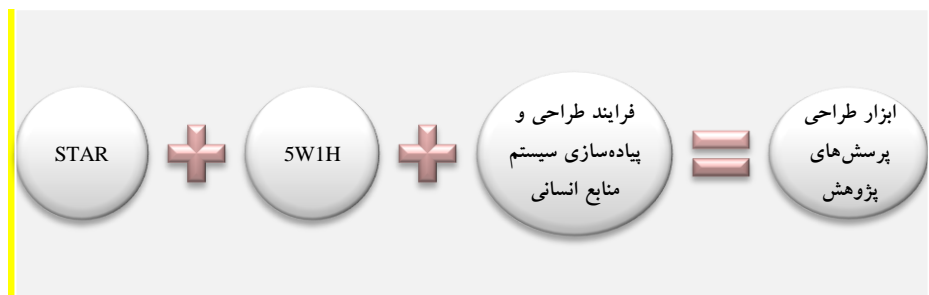 STAR
5W1H
فرایند طراحی و
پیاده‌سازی سیستم
منابع انسانی
ابزار طراحی
پرسش‌های
پژوهش